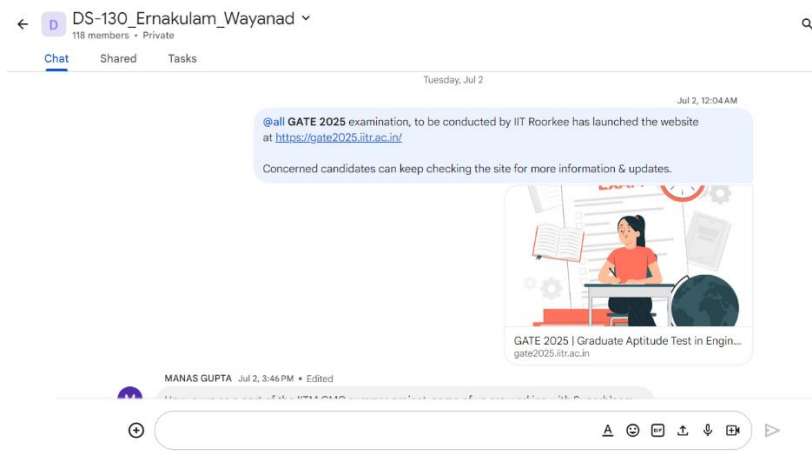 DS-130_Ernakulam_Wayanad
118 members • Private
Chat Shared Tasks
Tuesday, Jul 2
Jul 2, 12:04 AM
@all GATE 2025 examination, to be conducted by IIT Roorkee has launched the website
at https://gate2025.iitr.ac.in/
Concerned candidates can keep checking the site for more information & updates.
GATE 2025 | Graduate Aptitude Test in Engin...
gate2025.iitr.ac.in
MANAS GUPTA Jul 2, 3:46 PM • Edited